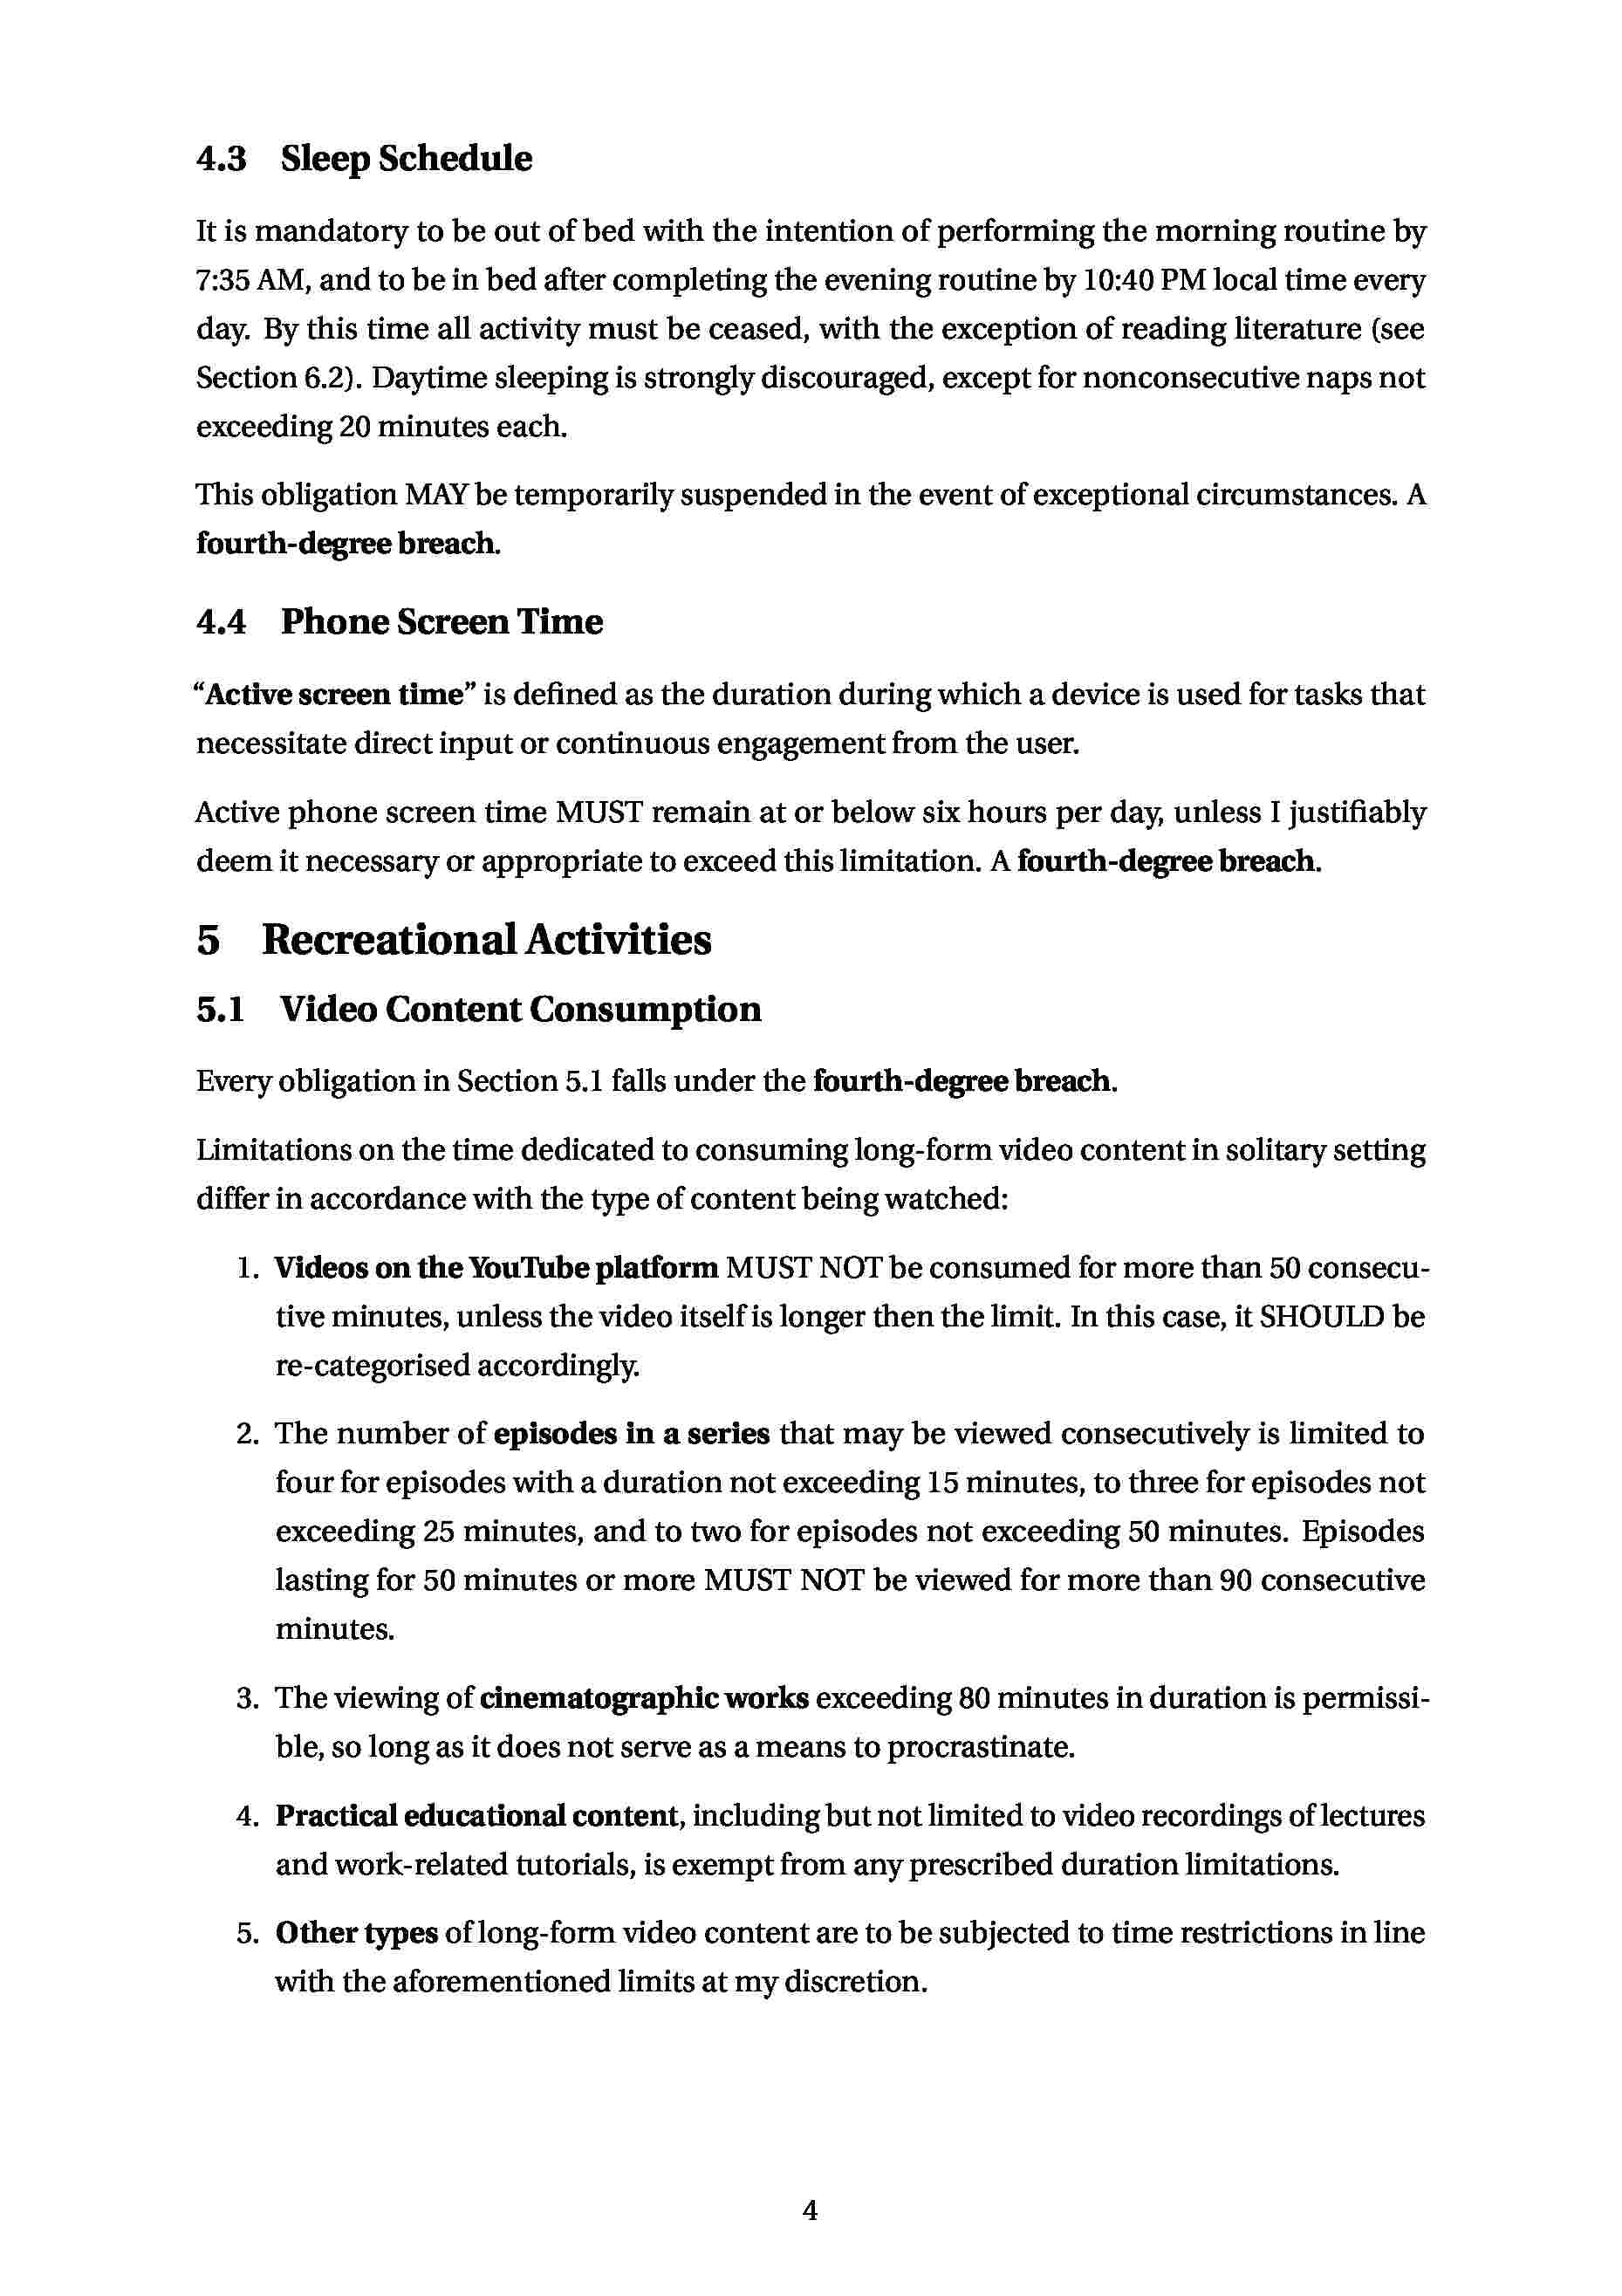 4.3 Sleep Schedule
It is mandatory to be out of bed with the intention of performing the morning routine by
7:35 AM, and to be in bed after completing the evening routine by 10:40 PM local time every
day. By this time all activity must be ceased, with the exception of reading literature (see
Section 6.2). Daytime sleeping is strongly discouraged, except for nonconsecutive naps not
exceeding 20 minutes each.
This obligation MAY be temporarily suspended in the event of exceptional circumstances. A
fourth-degree breach.
4.4 Phone Screen Time
“Active screen time” is defined as the duration during which a device is used for tasks that
necessitate direct input or continuous engagement from the user.
Active phone screen time MUST remain at or below six hours per day, unless I justifiably
deem it necessary or appropriate to exceed this limitation. A fourth-degree breach.
5 Recreational Activities
5.1 Video Content Consumption
Every obligation in Section 5.1 falls under the fourth-degree breach.
Limitations on the time dedicated to consuming long-form video content in solitary setting
differ in accordance with the type of content being watched:
1. Videos on the YouTube platform MUST NOT be consumed for more than 50 consecu-
tive minutes, unless the video itself is longer then the limit. In this case, it SHOULD be
re-categorised accordingly.
2. The number of episodes in a series that may be viewed consecutively is limited to
four for episodes with a duration not exceeding 15 minutes, to three for episodes not
exceeding 25 minutes, and to two for episodes not exceeding 50 minutes. Episodes
lasting for 50 minutes or more MUST NOT be viewed for more than 90 consecutive
minutes.
3. The viewing of cinematographic works exceeding 80 minutes in duration is permissi-
ble, so long as it does not serve as a means to procrastinate.
4. Practical educational content, including but not limited to video recordings of lectures
and work-related tutorials, is exempt from any prescribed duration limitations.
5. Other types of long-form video content are to be subjected to time restrictions in line
with the aforementioned limits at my discretion.
4